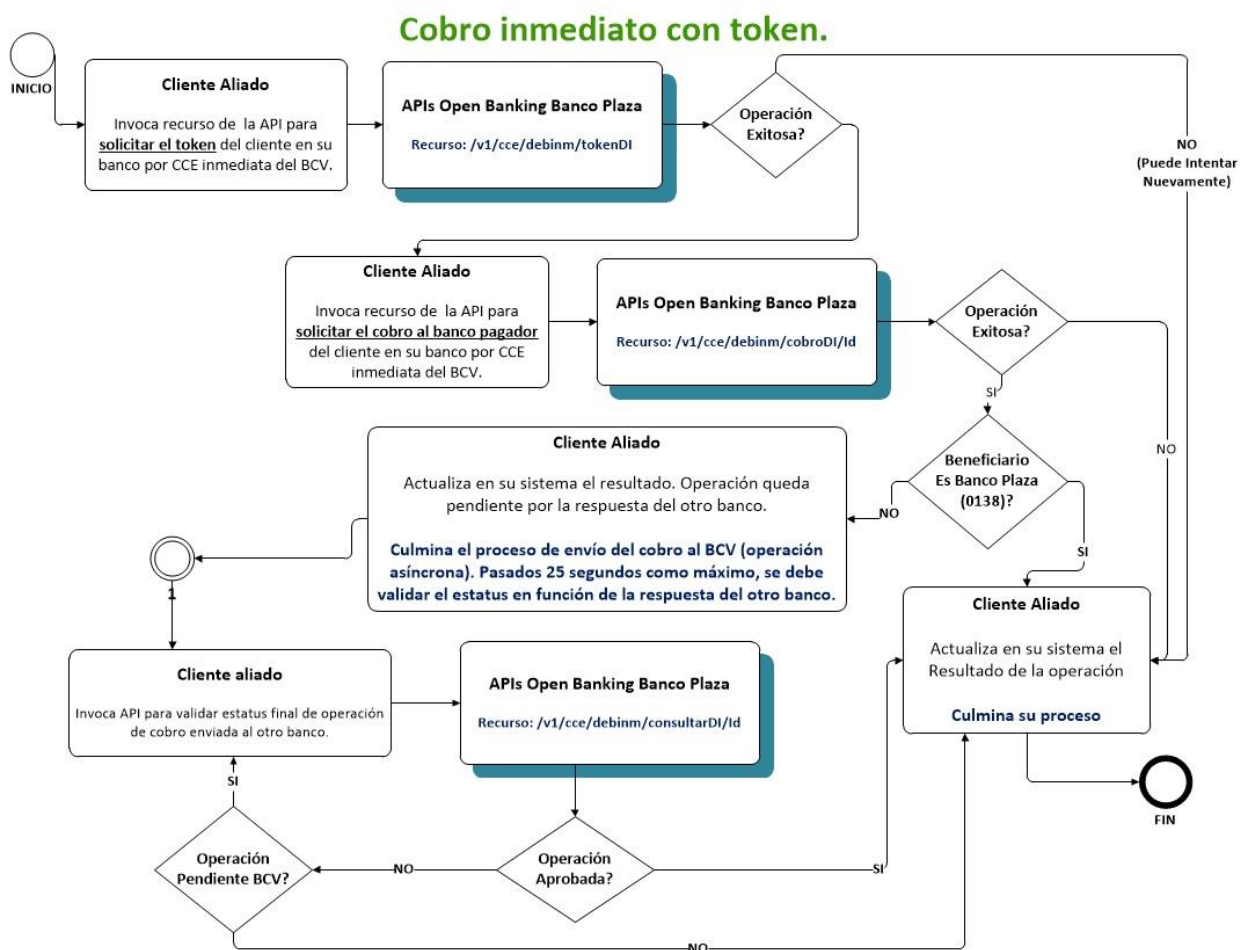 Cobro inmediato con token.
INICIO
Cliente Aliado
Invoca recurso de la API para
solicitar el token del cliente en su
banco por CCE inmediata del BCV.
APIs Open Banking Banco Plaza
Recurso: /v1/cce/debinm/tokenDI
Operación
Exitosa?
NO
(Puede Intentar
Nuevamente)
Cliente Aliado
Invoca recurso de la API para
solicitar el cobro al banco pagador
del cliente en su banco por CCE
inmediata del BCV.
APIs Open Banking Banco Plaza
Recurso: /v1/cce/debinm/cobroDI/Id
Operación
Exitosa?
SI
NO
Beneficiario
Es Banco Plaza
(0138)?
NO
SI
Cliente Aliado
Actualiza en su sistema el resultado. Operación queda
pendiente por la respuesta del otro banco.
Culmina el proceso de envío del cobro al BCV (operación
asíncrona). Pasados 25 segundos como máximo, se debe
validar el estatus en función de la respuesta del otro banco.
1
Cliente Aliado
Actualiza en su sistema el
Resultado de la operación
Culmina su proceso
Cliente aliado
Invoca API para validar estatus final de operación
de cobro enviada al otro banco.
APIs Open Banking Banco Plaza
Recurso: /v1/cce/debinm/consultarDI/Id
SI
Operación
Pendiente BCV?
NO
Operación
Aprobada?
SI
FIN
NO